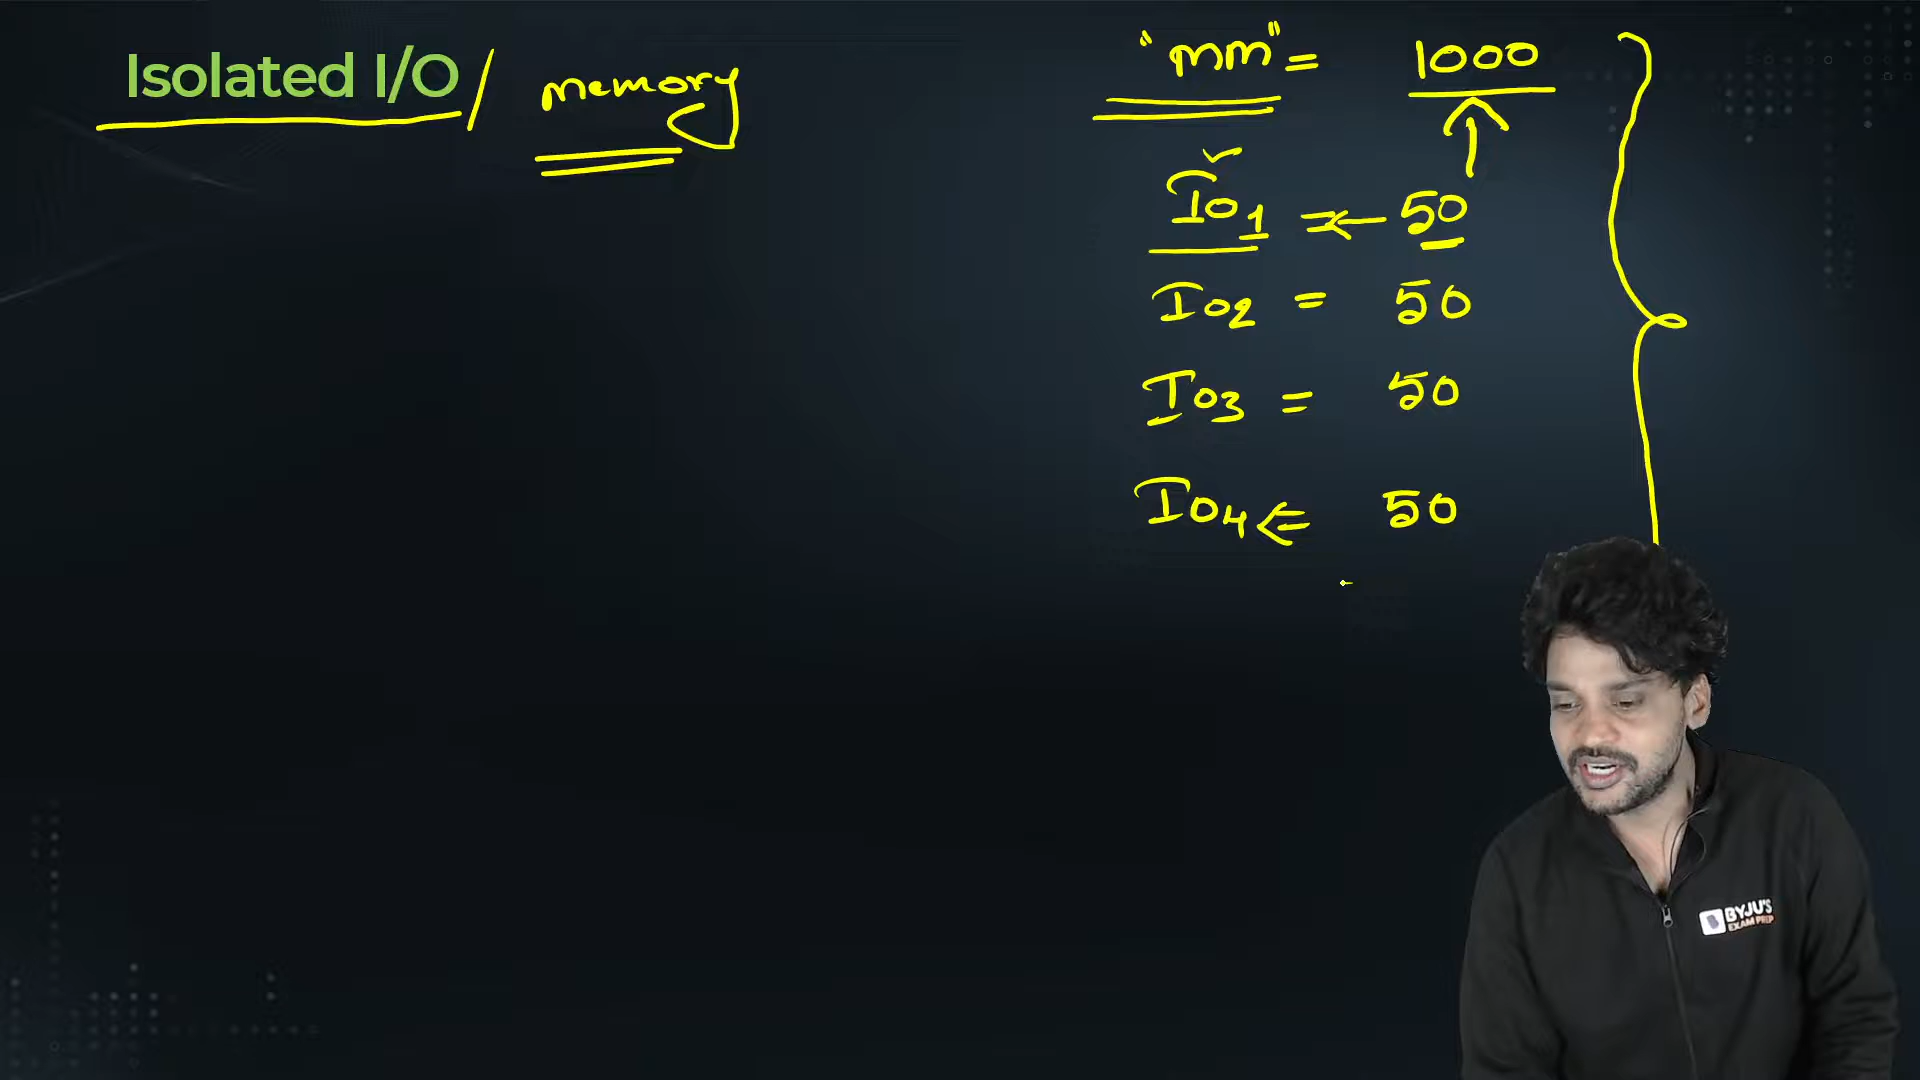 Isolated I/O / memory
"mm" = 1000
IO1 = 50
IO2 = 50
IO3 = 50
IO4 = 50
BYJU'S
EXAM PREP